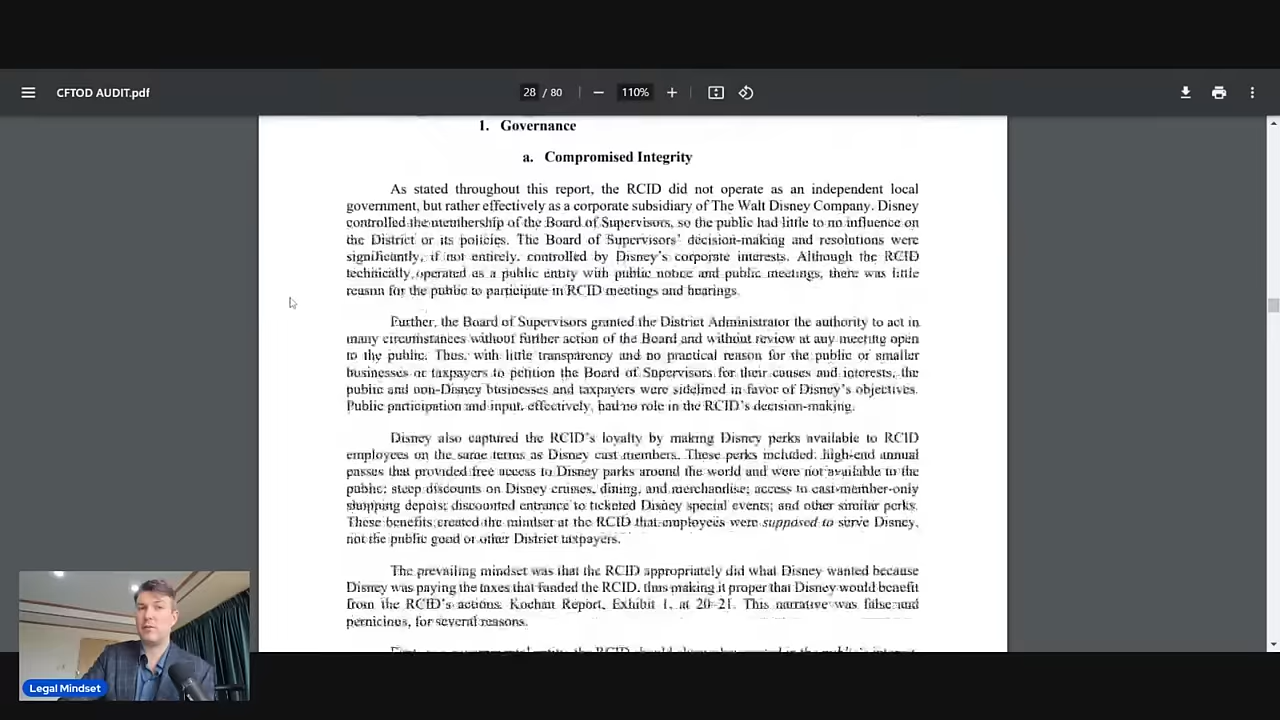 CFTOD AUDIT.pdf
28 / 80
110%
1. Governance
a. Compromised Integrity
As stated throughout this report, the RCID did not operate as an independent local
government, but rather effectively as a corporate subsidiary of The Walt Disney Company. Disney
controlled the membership of the Board of Supervisors, so the public had little to no influence on
the District or its policies. The Board of Supervisors' decision-making and resolutions were
significantly, if not entirely, controlled by Disney's corporate interests. Although the RCID
technically operated as a public entity with public notice and public meetings, there was little
reason for the public to participate in RCID meetings and hearings.
Further, the Board of Supervisors granted the District Administrator the authority to act in
many circumstances without further action of the Board and without review at any meeting open
to the public. Thus, with little transparency and no practical reason for the public or smaller
businesses or taxpayers to petition the Board of Supervisors for their causes and interests, the
public and non-Disney businesses and taxpayers were sidelined in favor of Disney's objectives.
Public participation and input, effectively, had no role in the RCID's decision-making.
Disney also captured the RCID's loyalty by making Disney perks available to RCID
employees on the same terms as Disney cast members. These perks included: high-end annual
passes that provided free access to Disney parks around the world and were not available to the
public; steep discounts on Disney cruises, dining, and merchandise; access to cast-member-only
shopping depots; discounted entrance to ticketed Disney special events; and other similar perks.
These benefits created the mindset at the RCID that employees were supposed to serve Disney,
not the public good or other District taxpayers.
The prevailing mindset was that the RCID appropriately did what Disney wanted because
Disney was paying the taxes that funded the RCID, thus making it proper that Disney would benefit
from the RCID's actions. Kochan Report, Exhibit 1, at 20–21. This narrative was false and
pernicious, for several reasons.
First, as a governmental entity, the RCID should
Legal Mindset